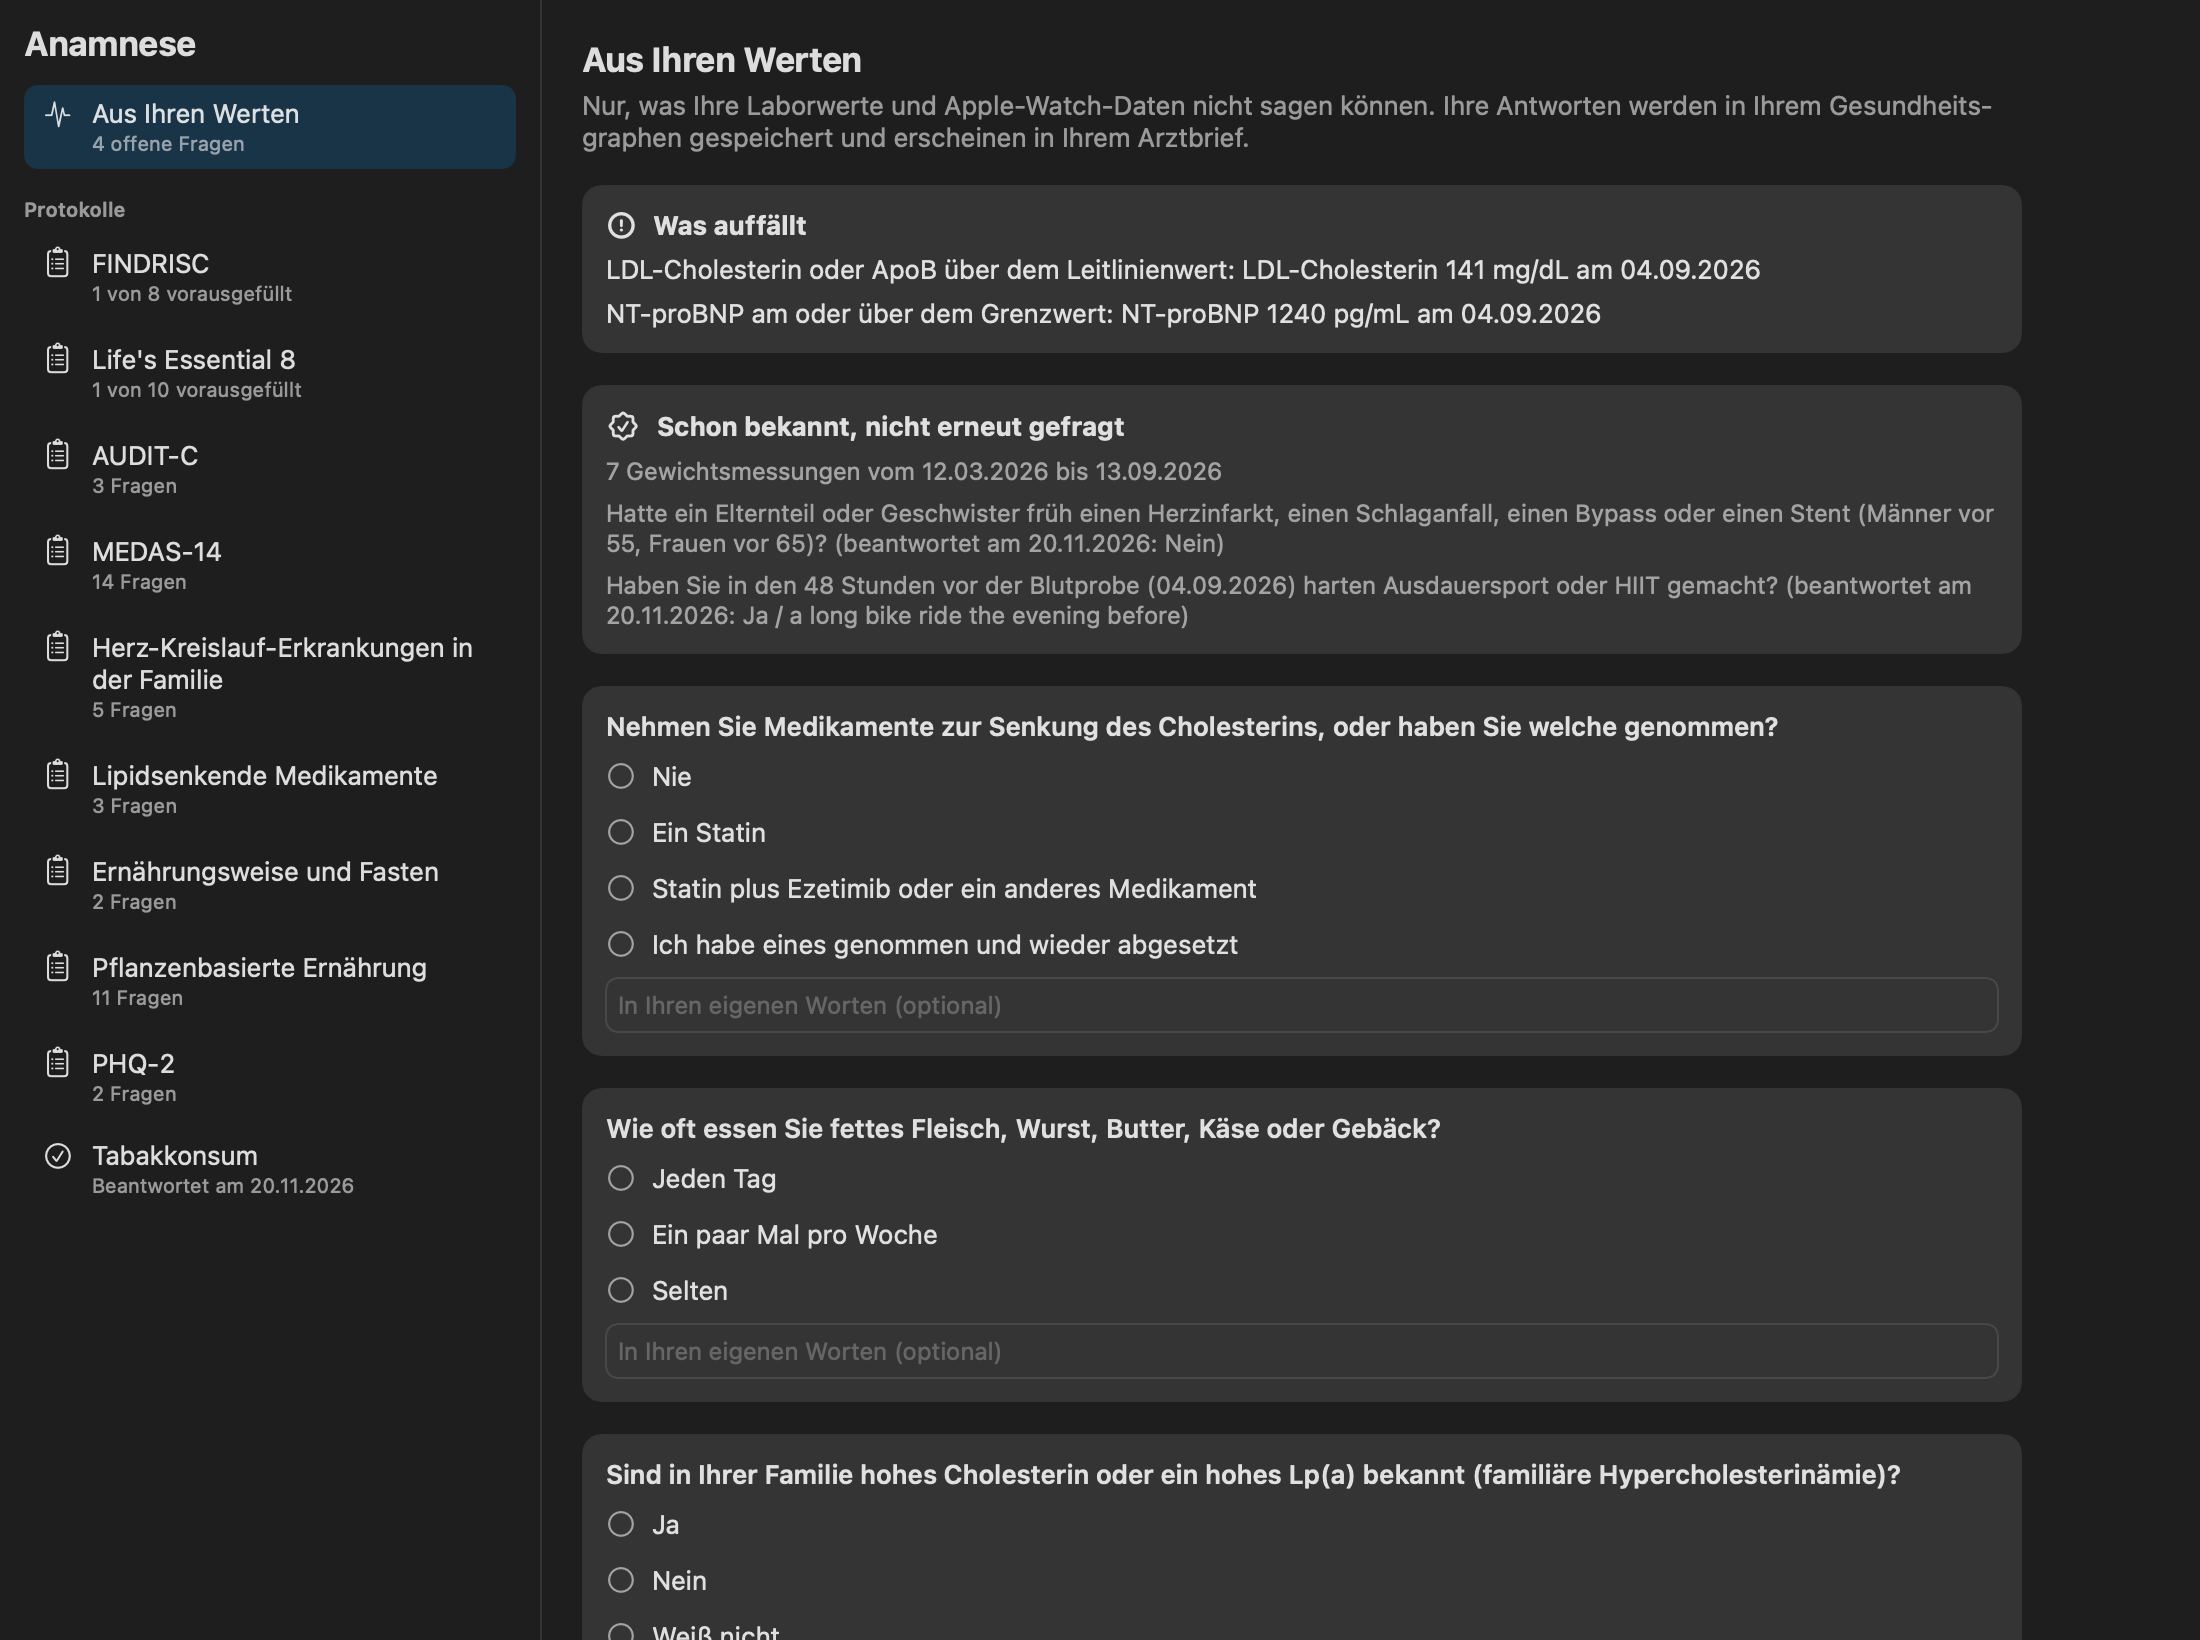 Anamnese
Aus Ihren Werten
4 offene Fragen
Protokolle
FINDRISC
1 von 8 vorausgefüllt
Life's Essential 8
1 von 10 vorausgefüllt
AUDIT-C
3 Fragen
MEDAS-14
14 Fragen
Herz-Kreislauf-Erkrankungen in
der Familie
5 Fragen
Lipidsenkende Medikamente
3 Fragen
Ernährungsweise und Fasten
2 Fragen
Pflanzenbasierte Ernährung
11 Fragen
PHQ-2
2 Fragen
Tabakkonsum
Beantwortet am 20.11.2026
Aus Ihren Werten
Nur, was Ihre Laborwerte und Apple-Watch-Daten nicht sagen können. Ihre Antworten werden in Ihrem Gesundheits-
graphen gespeichert und erscheinen in Ihrem Arztbrief.
Was auffällt
LDL-Cholesterin oder ApoB über dem Leitlinienwert: LDL-Cholesterin 141 mg/dL am 04.09.2026
NT-proBNP am oder über dem Grenzwert: NT-proBNP 1240 pg/mL am 04.09.2026
Schon bekannt, nicht erneut gefragt
7 Gewichtsmessungen vom 12.03.2026 bis 13.09.2026
Hatte ein Elternteil oder Geschwister früh einen Herzinfarkt, einen Schlaganfall, einen Bypass oder einen Stent (Männer vor
55, Frauen vor 65)? (beantwortet am 20.11.2026: Nein)
Haben Sie in den 48 Stunden vor der Blutprobe (04.09.2026) harten Ausdauersport oder HIIT gemacht? (beantwortet am
20.11.2026: Ja / a long bike ride the evening before)
Nehmen Sie Medikamente zur Senkung des Cholesterins, oder haben Sie welche genommen?
Nie
Ein Statin
Statin plus Ezetimib oder ein anderes Medikament
Ich habe eines genommen und wieder abgesetzt
In Ihren eigenen Worten (optional)
Wie oft essen Sie fettes Fleisch, Wurst, Butter, Käse oder Gebäck?
Jeden Tag
Ein paar Mal pro Woche
Selten
In Ihren eigenen Worten (optional)
Sind in Ihrer Familie hohes Cholesterin oder ein hohes Lp(a) bekannt (familiäre Hypercholesterinämie)?
Ja
Nein
Weiß nicht